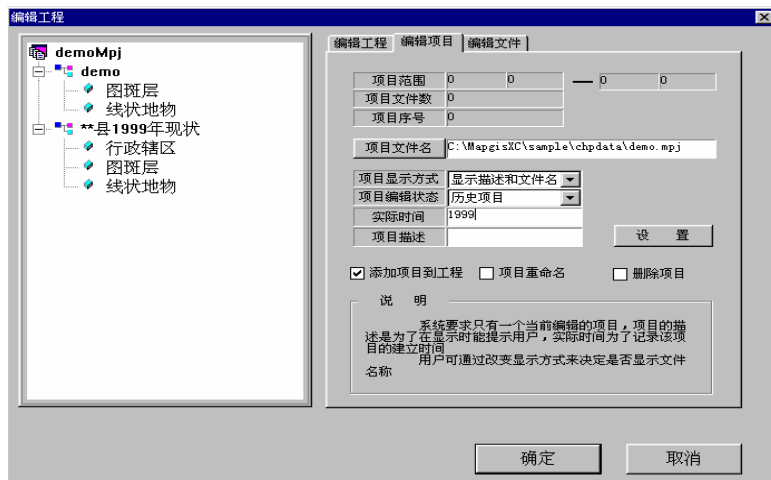 编辑工程
demoMpj
demo
图斑层
线状地物
**县1999年现状
行政辖区
图斑层
线状地物
编辑工程 编辑项目 编辑文件
项目范围 0 0 — 0 0
项目文件数 0
项目序号 0
项目文件名 C:\MapgisXC\sample\chpdata\demo.mpj
项目显示方式 显示描述和文件名
项目编辑状态 历史项目
实际时间 1999
项目描述
设 置
添加项目到工程 项目重命名 删除项目
说 明
系统要求只有一个当前编辑的项目，项目的描
述是为了在显示时能提示用户，实际时间为了记录该项
目的建立时间
用户可通过改变显示方式来决定是否显示文件
名称
确定 取消